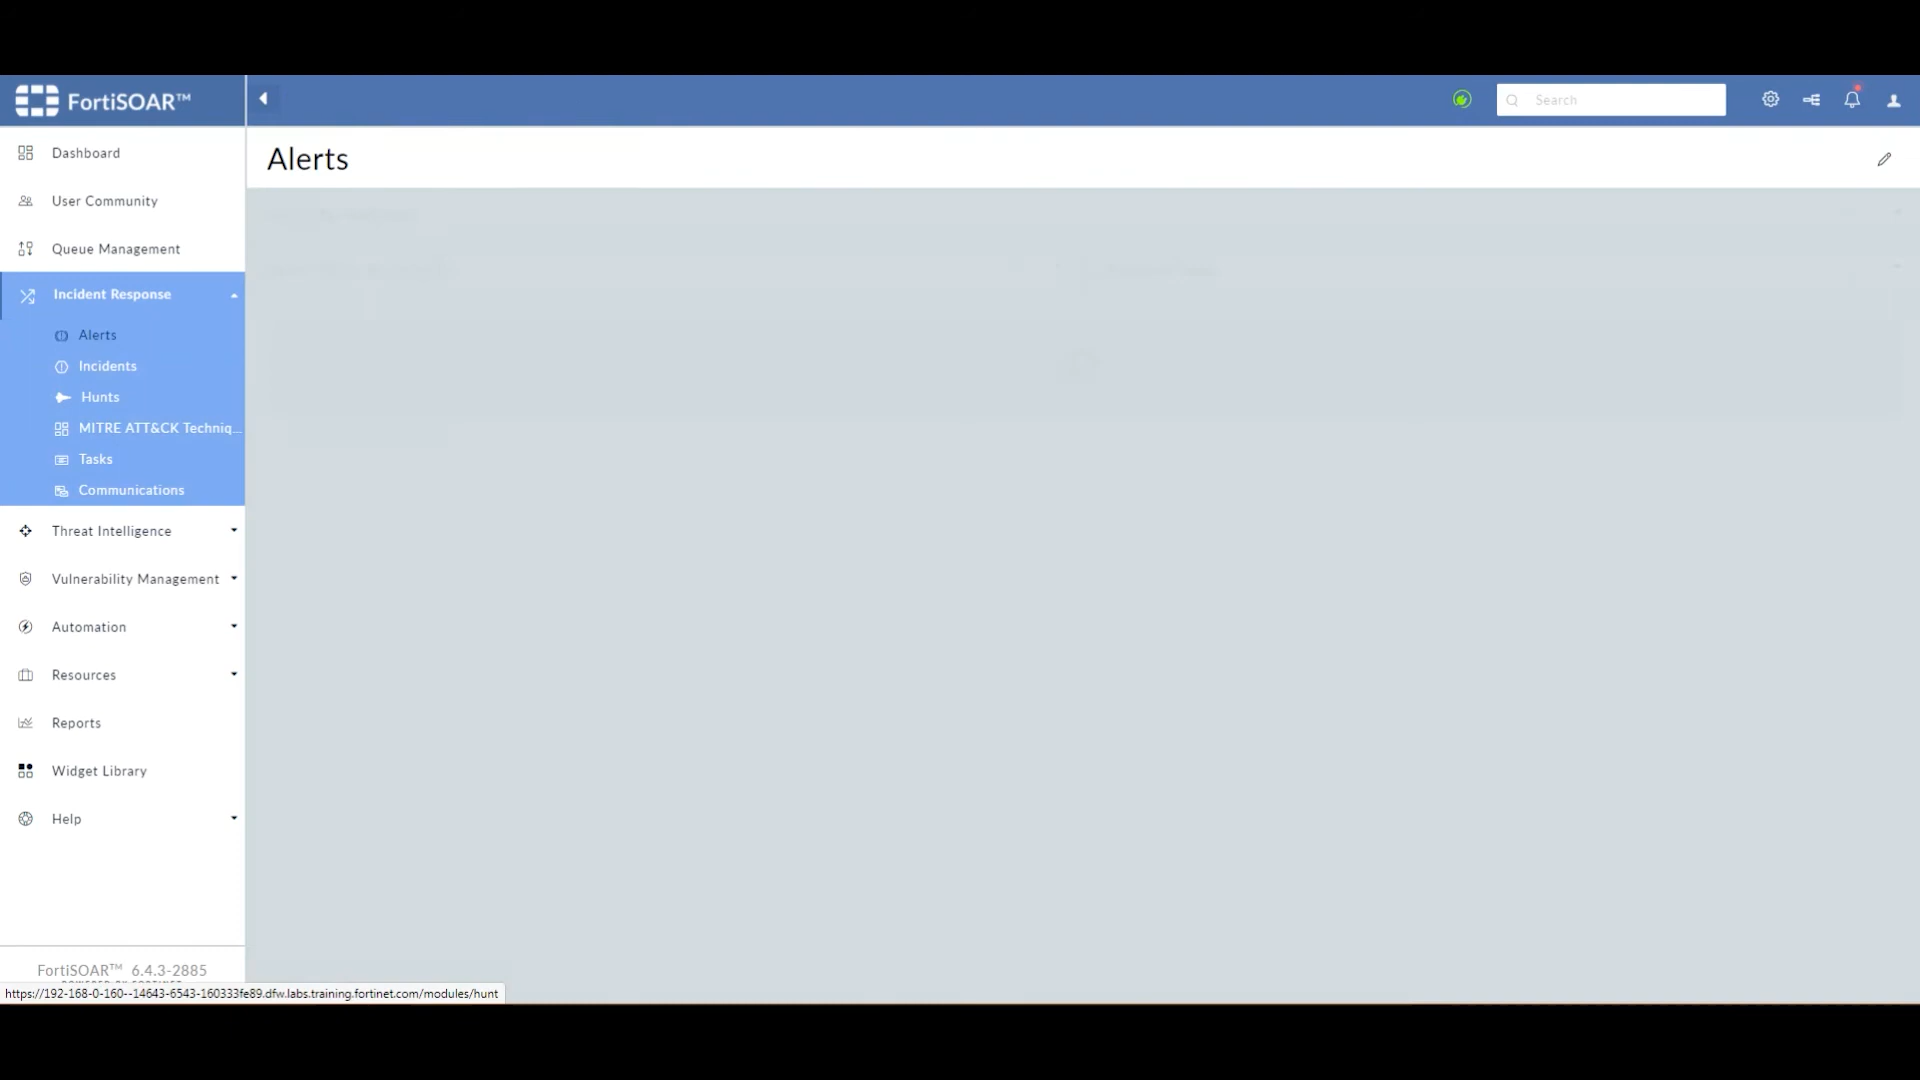 FortiSOAR™
Search
Dashboard
User Community
Queue Management
Incident Response
Alerts
Incidents
Hunts
MITRE ATT&CK Techniq...
Tasks
Communications
Threat Intelligence
Vulnerability Management
Automation
Resources
Reports
Widget Library
Help
FortiSOAR™ 6.4.3-2885
https://192-168-0-160--14643-6543-160333fe89.dfw.labs.training.fortinet.com/modules/hunt
Alerts